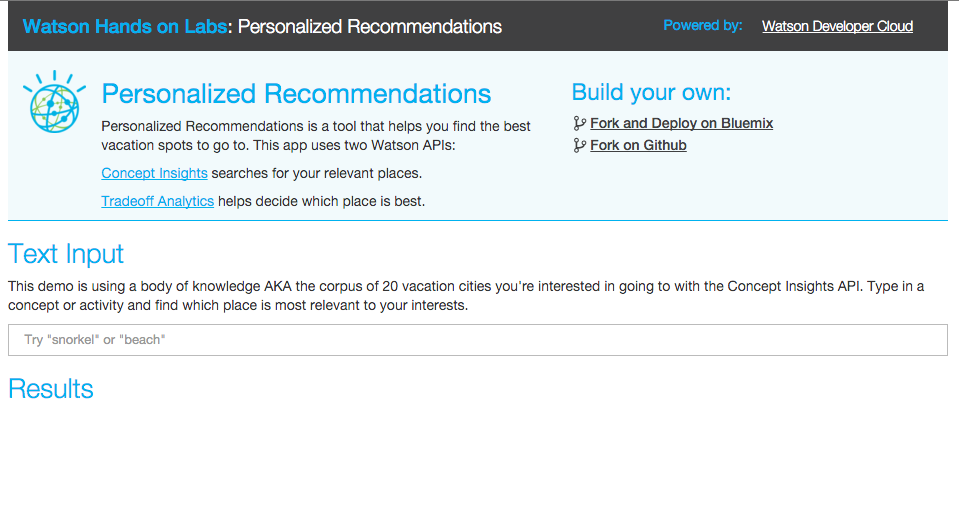 Watson Hands on Labs: Personalized Recommendations
Powered by: Watson Developer Cloud
Personalized Recommendations
Personalized Recommendations is a tool that helps you find the best
vacation spots to go to. This app uses two Watson APIs:
Concept Insights searches for your relevant places.
Tradeoff Analytics helps decide which place is best.
Build your own:
Fork and Deploy on Bluemix
Fork on Github
Text Input
This demo is using a body of knowledge AKA the corpus of 20 vacation cities you're interested in going to with the Concept Insights API. Type in a
concept or activity and find which place is most relevant to your interests.
Try "snorkel" or "beach"
Results